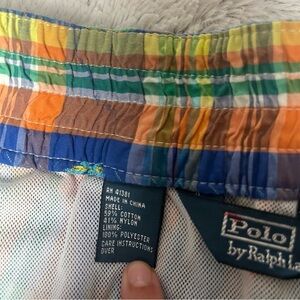 RN 41381
MADE IN CHINA
SHELL:
59% COTTON
41% NYLON
LINING:
100% POLYESTER
CARE INSTRUCTIONS
OVER
Polo
by Ralph La